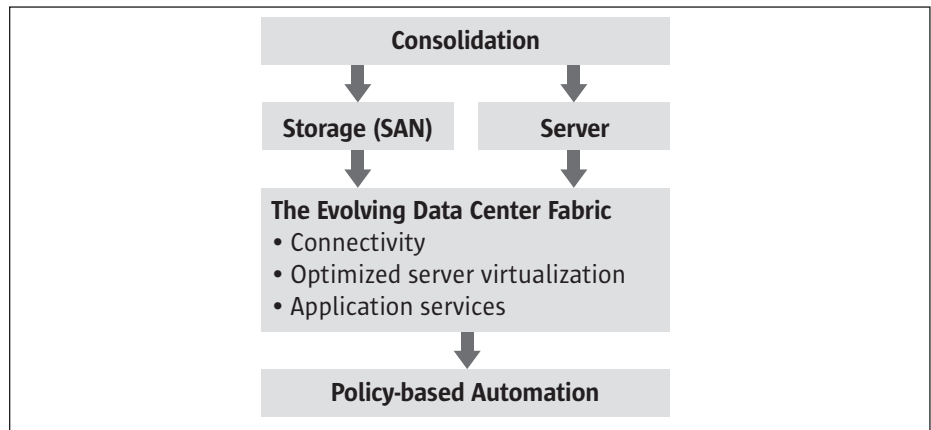 Consolidation
Storage (SAN)
Server
The Evolving Data Center Fabric
• Connectivity
• Optimized server virtualization
• Application services
Policy-based Automation